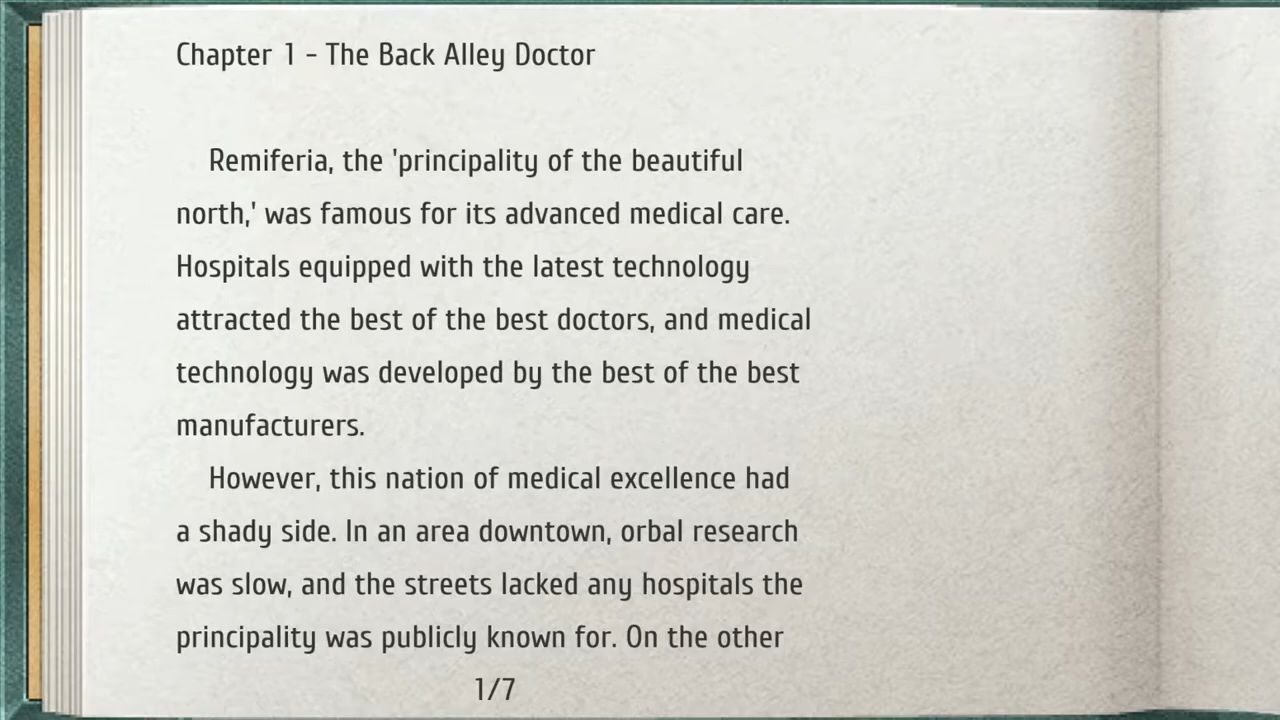 Chapter 1 - The Back Alley Doctor
Remiferia, the 'principality of the beautiful
north,' was famous for its advanced medical care.
Hospitals equipped with the latest technology
attracted the best of the best doctors, and medical
technology was developed by the best of the best
manufacturers.
However, this nation of medical excellence had
a shady side. In an area downtown, orbal research
was slow, and the streets lacked any hospitals the
principality was publicly known for. On the other
1/7